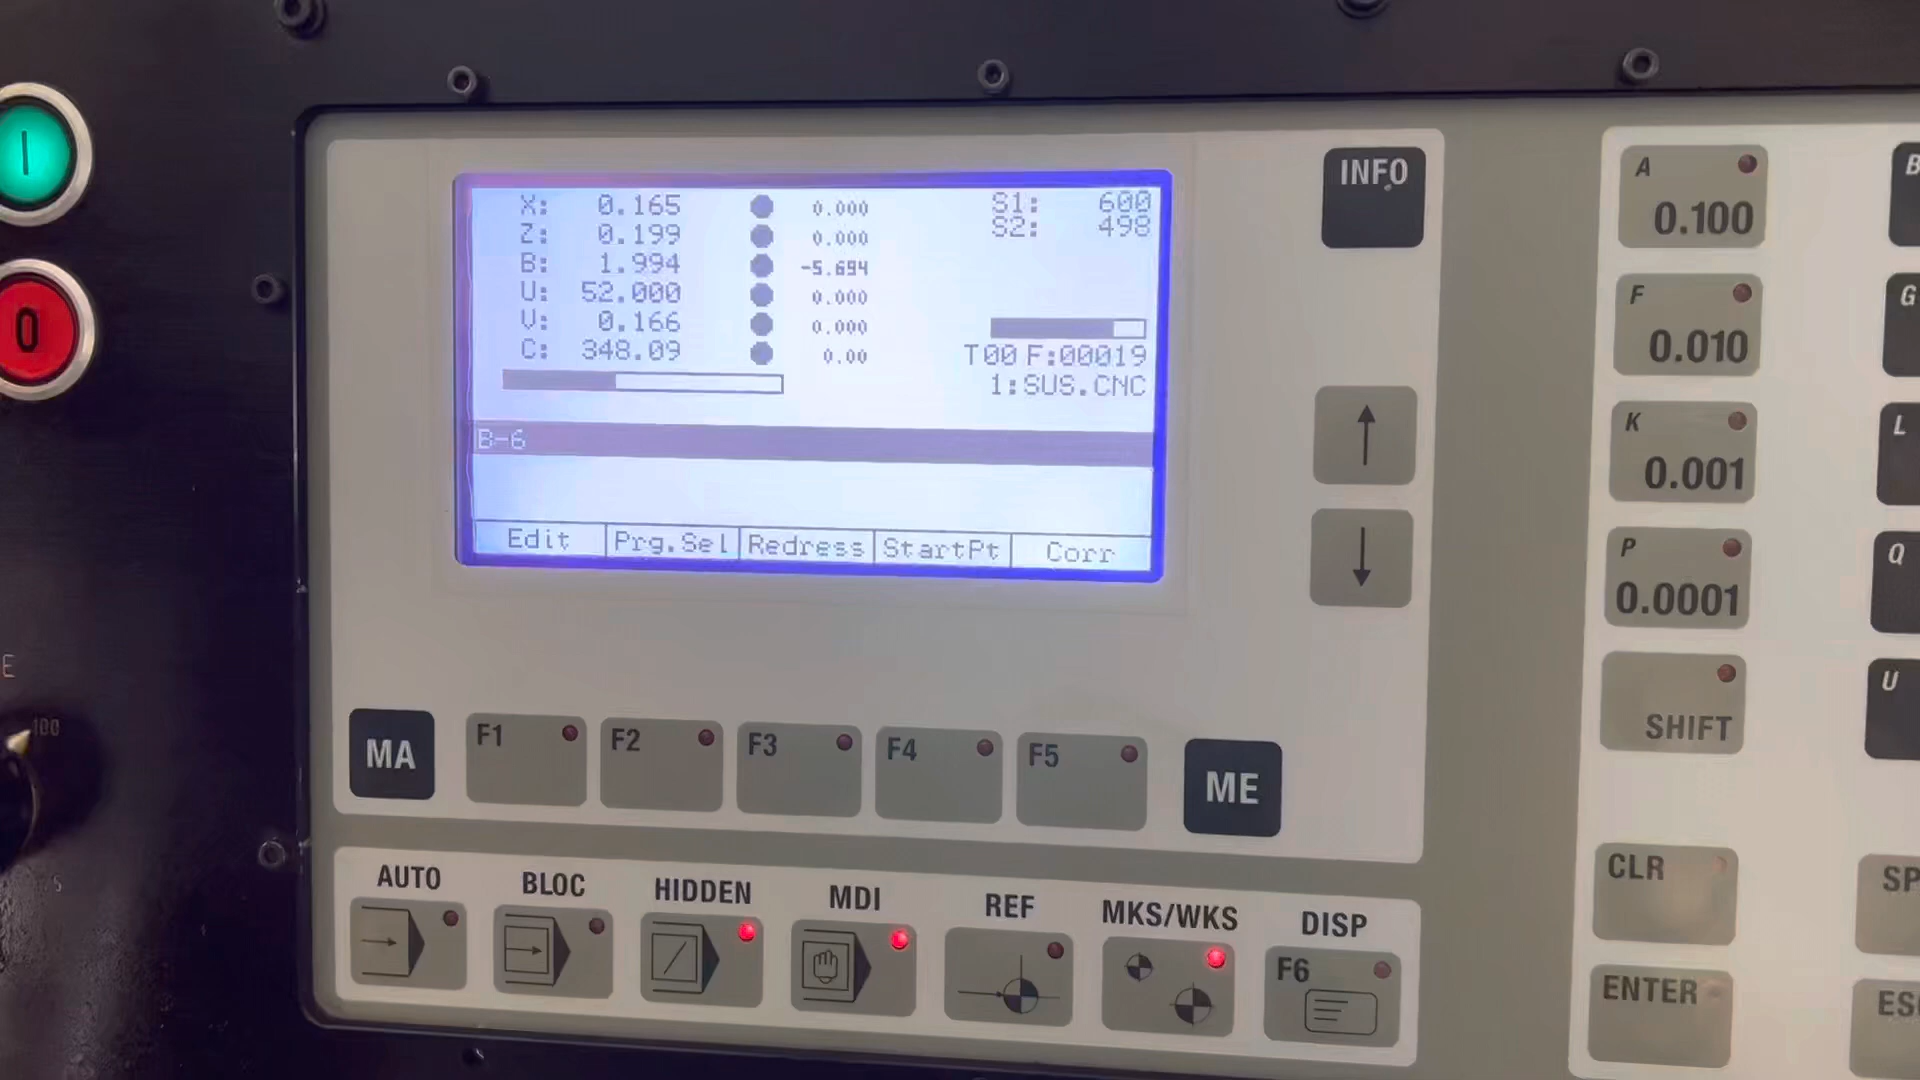 X: 0.165 0.000 S1: 600
Z: 0.199 0.000 S2: 498
B: 1.994 -5.694
U: 52.000 0.000
V: 0.166 0.000
C: 348.09 0.00 T00 F:00019
1:SUS.CNC
B-6
Edit Prg.Sel Redress StartPt Corr
INFO
MA F1 F2 F3 F4 F5 ME
AUTO BLOC HIDDEN MDI REF MKS/WKS DISP
F6
I
0
E
100
A
0.100
F
0.010
K
0.001
P
0.0001
SHIFT
CLR
ENTER
B
G
L
Q
U
SP